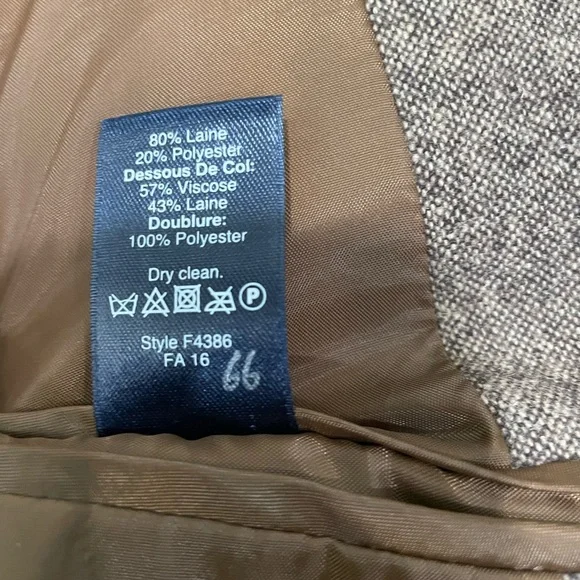 80% Laine
20% Polyester
Dessous De Col:
57% Viscose
43% Laine
Doublure:
100% Polyester
Dry clean.
P
Style F4386
FA 16
66